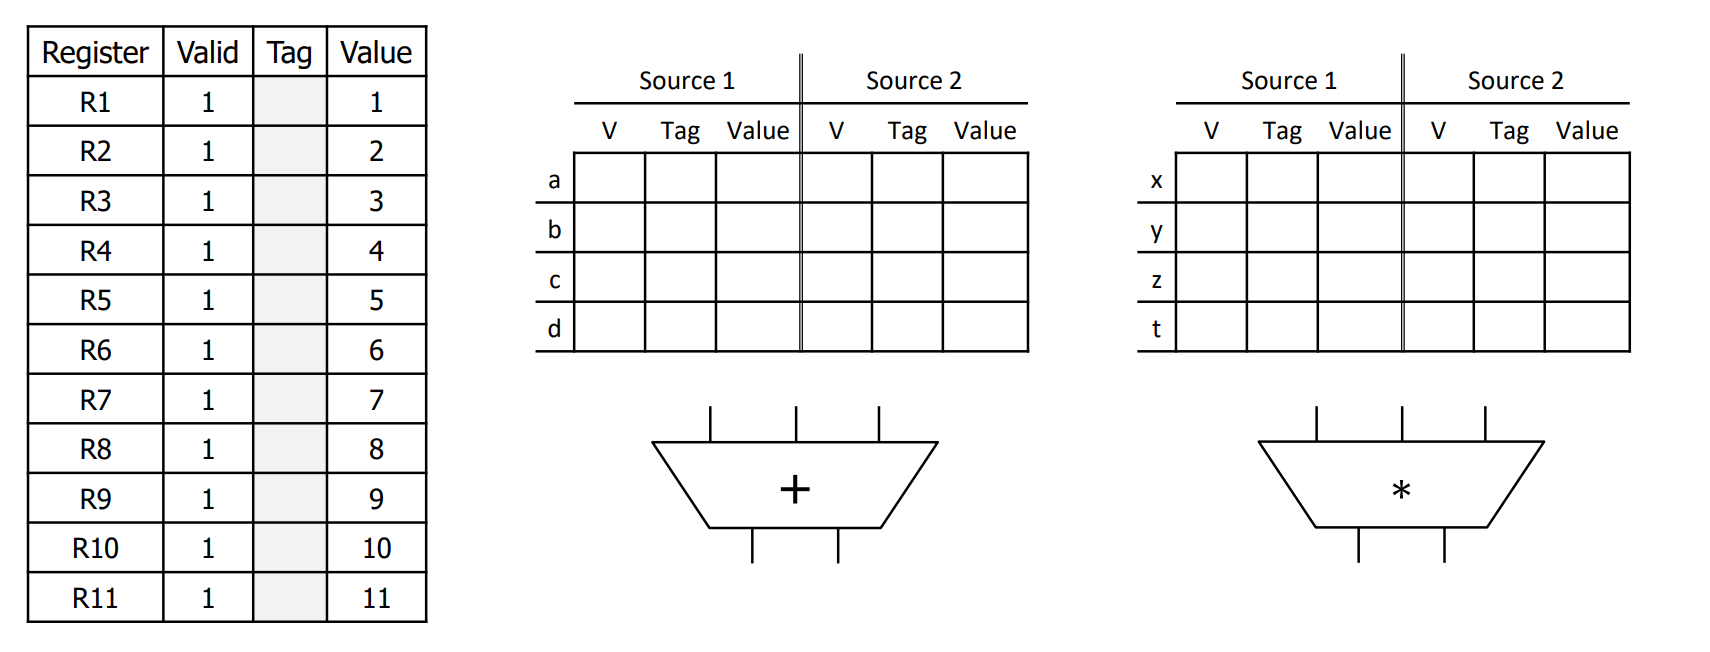 Register Valid Tag Value
R1 1 1
R2 1 2
R3 1 3
R4 1 4
R5 1 5
R6 1 6
R7 1 7
R8 1 8
R9 1 9
R10 1 10
R11 1 11
Source 1 Source 2
V Tag Value V Tag Value
a
b
c
d
+
Source 1 Source 2
V Tag Value V Tag Value
x
y
z
t
*